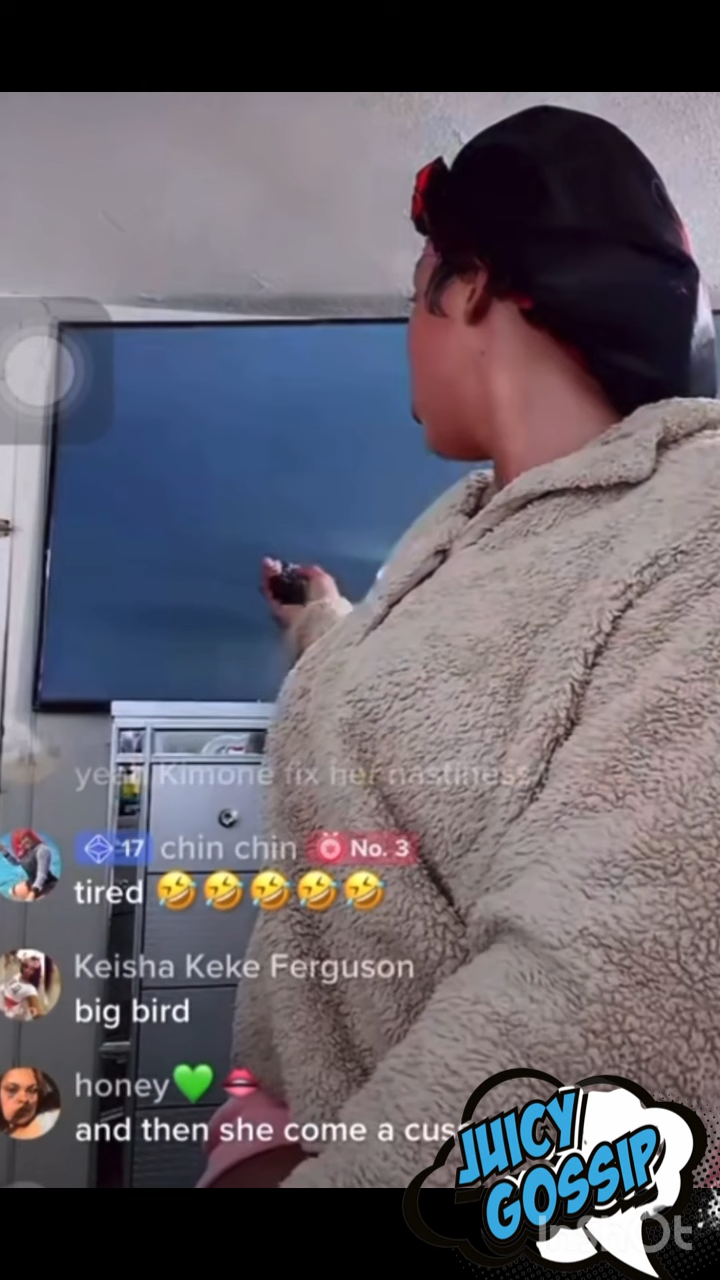 yeah Kimone fix her nastiness
17 chin chin No. 3
tired 🤣🤣🤣🤣🤣
Keisha Keke Ferguson
big bird
honey💚🫦
and then she come a cus
JUICY
GOSSIP
InShOt